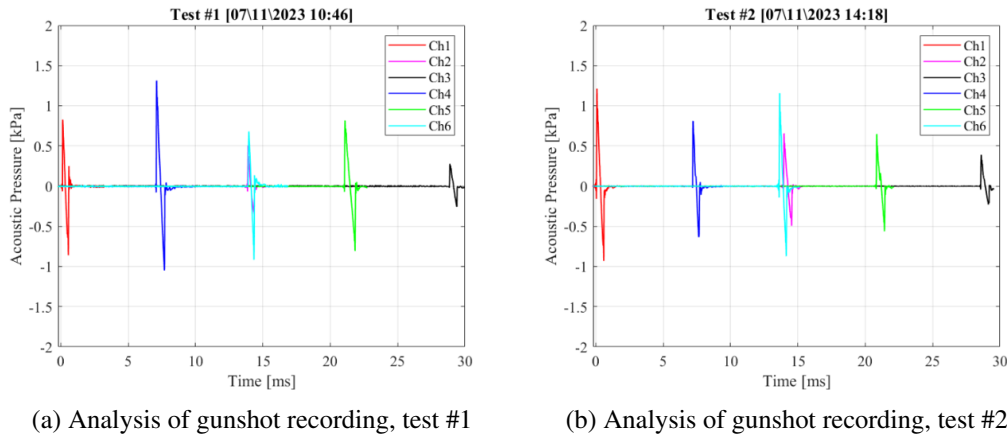 Test #1 [07\11\2023 10:46]
2
1.5
1
0.5
0
-0.5
-1
-1.5
-2
Acoustic Pressure [kPa]
Ch1
Ch2
Ch3
Ch4
Ch5
Ch6
0 5 10 15 20 25 30
Time [ms]
(a) Analysis of gunshot recording, test #1
Test #2 [07\11\2023 14:18]
2
1.5
1
0.5
0
-0.5
-1
-1.5
-2
Acoustic Pressure [kPa]
Ch1
Ch2
Ch3
Ch4
Ch5
Ch6
0 5 10 15 20 25 30
Time [ms]
(b) Analysis of gunshot recording, test #2